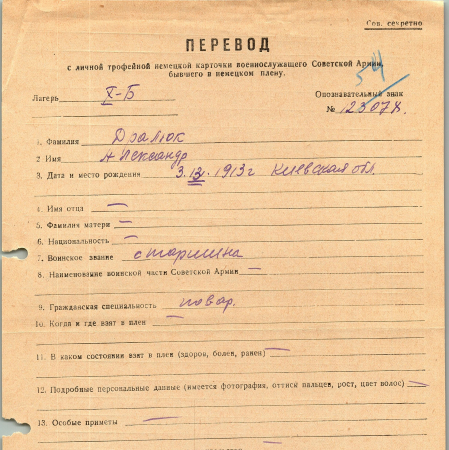 Сов. секретно
ПЕРЕВОД
с личной трофейной немецкой карточки военнослужащего Советской Армии,
бывшего в немецком плену.
54
Лагерь X-Б
Опознавательный знак
№
1. Фамилия
2 Имя Александр
3. Дата и место рождения 3. 1913 г Киевская обл.
4. Имя отца —
5. Фамилия матери —
6. Национальность —
7. Воинское звание старшина
8. Наименование воинской части Советской Армии —
9. Гражданская специальность повар.
10. Когда и где взят в плен —
11. В каком состоянии взят в плен (здоров, болен, ранен) —
12. Подробные персональные данные (имеется фотография, оттиск пальцев, рост, цвет волос) —
13. Особые приметы —